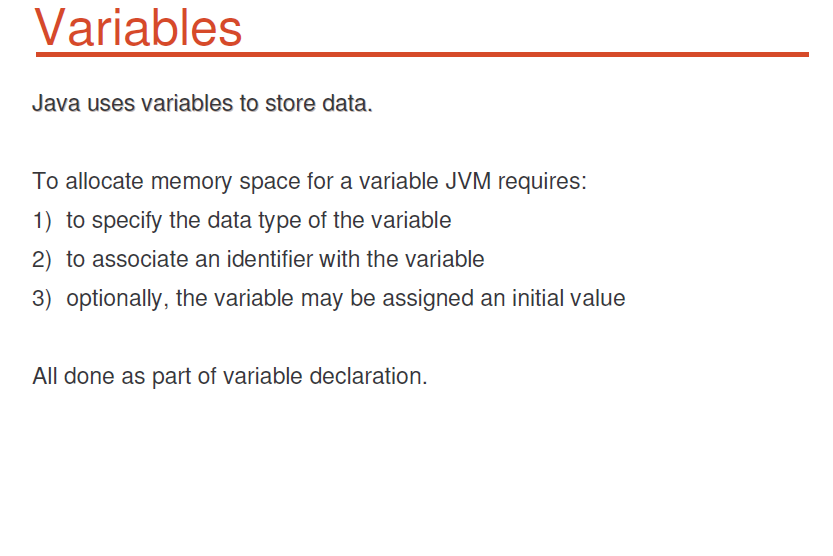 Variables
Java uses variables to store data.
To allocate memory space for a variable JVM requires:
1) to specify the data type of the variable
2) to associate an identifier with the variable
3) optionally, the variable may be assigned an initial value
All done as part of variable declaration.